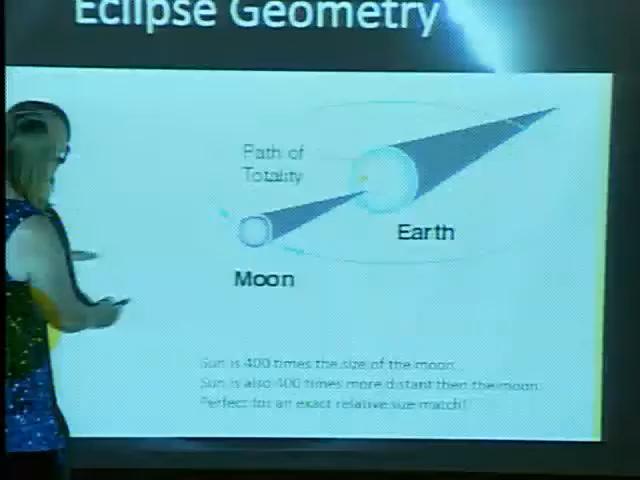 Eclipse Geometry
Path of
Totality
Earth
Moon
Sun is 400 times the size of the moon.
Sun is also 400 times more distant then the moon.
Perfect for an exact relative size match!